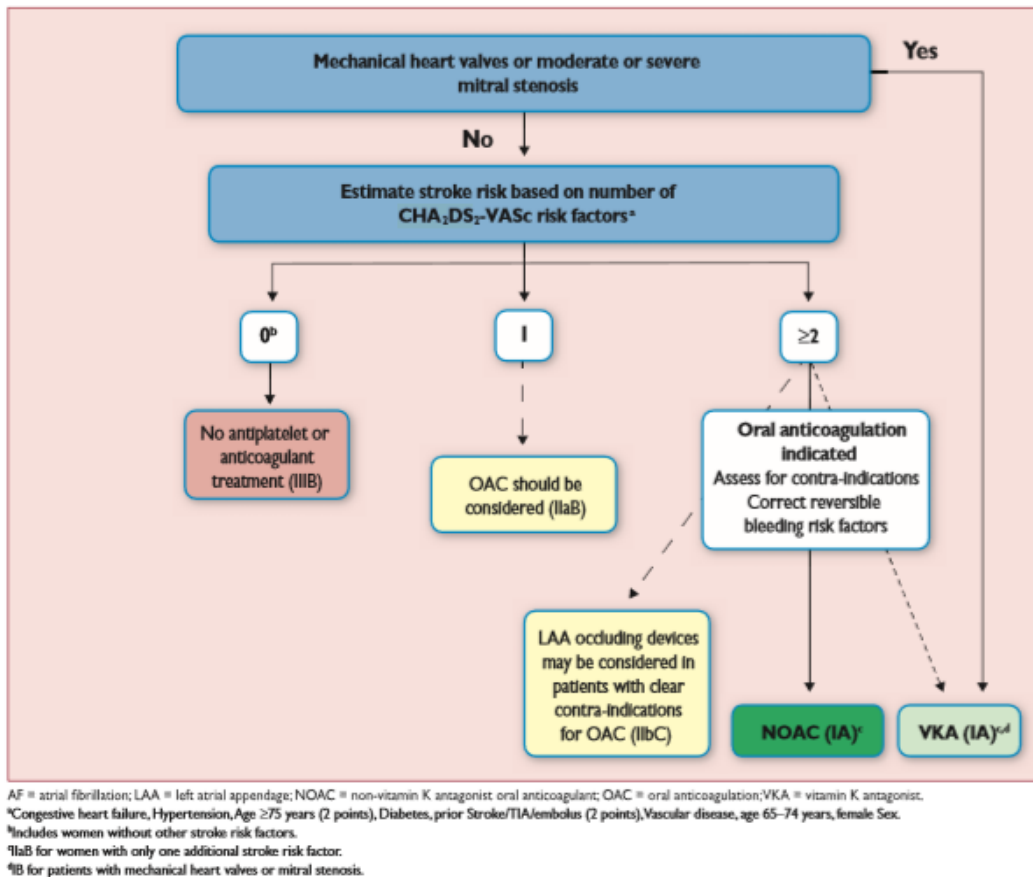 Mechanical heart valves or moderate or severe
mitral stenosis
Yes
No
Estimate stroke risk based on number of
CHA₂DS₂-VASc risk factorsᵃ
0ᵇ
1
≥2
No antiplatelet or
anticoagulant
treatment (IIIB)
OAC should be
considered (IIaB)
Oral anticoagulation
indicated
Assess for contra-indications
Correct reversible
bleeding risk factors
LAA occluding devices
may be considered in
patients with clear
contra-indications
for OAC (IIbC)
NOAC (IA)ᶜ
VKA (IA)ᶜ,ᵈ
AF = atrial fibrillation; LAA = left atrial appendage; NOAC = non-vitamin K antagonist oral anticoagulant; OAC = oral anticoagulation; VKA = vitamin K antagonist.
ᵃCongestive heart failure, Hypertension, Age ≥75 years (2 points), Diabetes, prior Stroke/TIA/embolus (2 points), Vascular disease, age 65–74 years, female Sex.
ᵇIncludes women without other stroke risk factors.
ᶜIIaB for women with only one additional stroke risk factor.
ᵈIB for patients with mechanical heart valves or mitral stenosis.